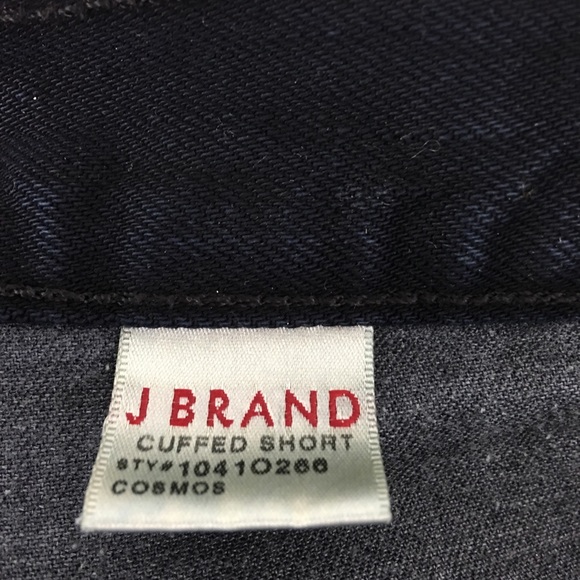 J BRAND
CUFFED SHORT
STY# 1041O266
COSMOS